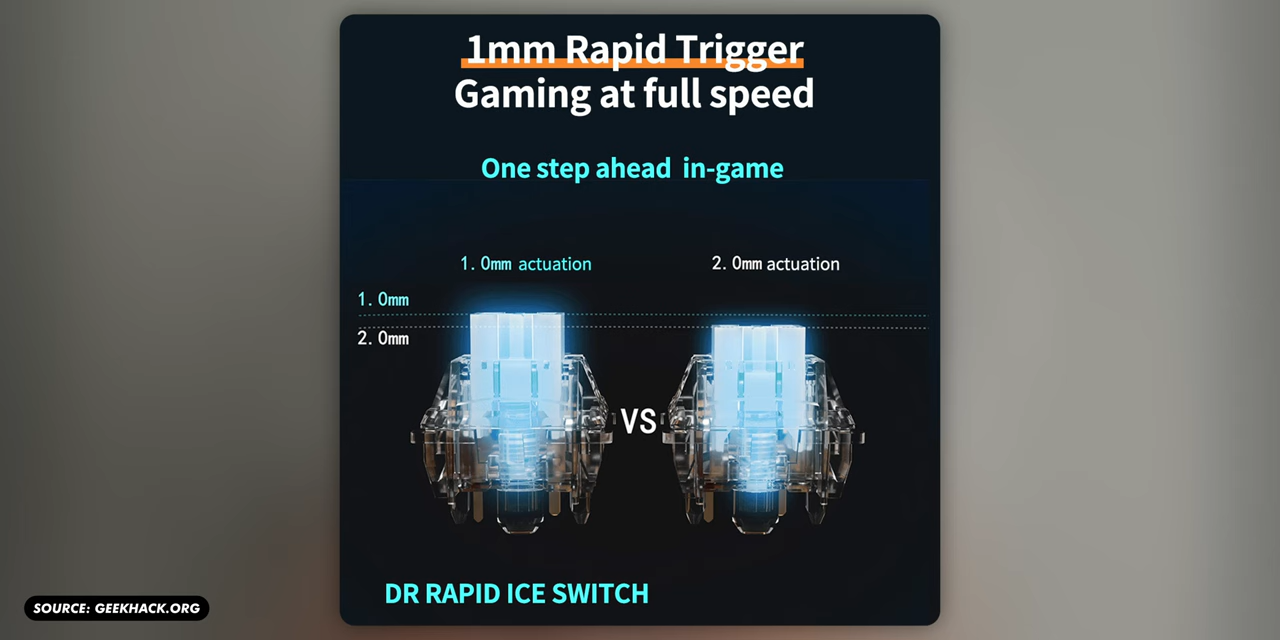 1mm Rapid Trigger
Gaming at full speed
One step ahead in-game
1.0mm actuation
2.0mm actuation
1.0mm
2.0mm
VS
DR RAPID ICE SWITCH
SOURCE: GEEKHACK.ORG